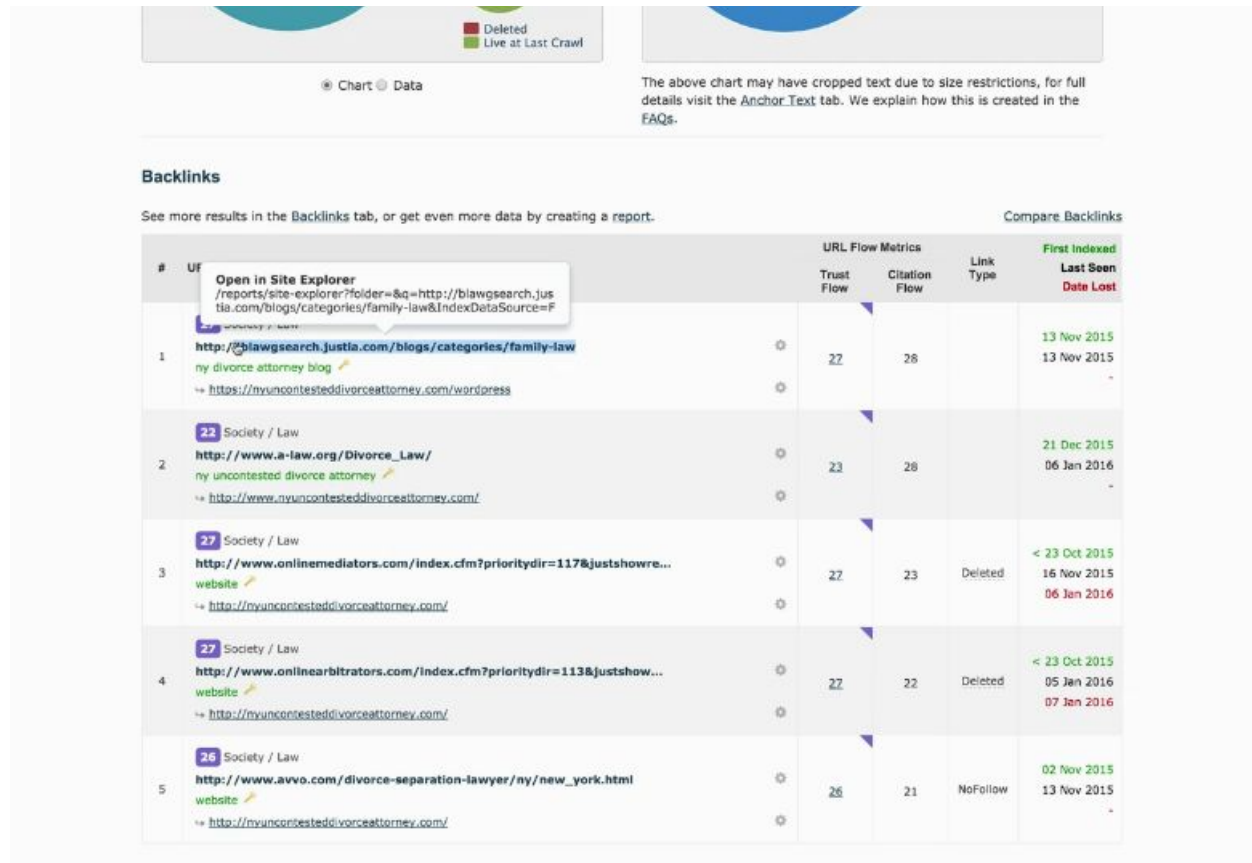 Deleted
Live at Last Crawl
Chart Data
The above chart may have cropped text due to size restrictions, for full
details visit the Anchor Text tab. We explain how this is created in the
FAQs.
Backlinks
See more results in the Backlinks tab, or get even more data by creating a report.
Compare Backlinks
# UR
URL Flow Metrics
Trust
Flow
Citation
Flow
Link
Type
First Indexed
Last Seen
Date Lost
Open in Site Explorer
/reports/site-explorer?folder=&q=http://blawgsearch.jus
tia.com/blogs/categories/family-law&IndexDataSource=F
1
27 Society / Law
http://blawgsearch.justia.com/blogs/categories/family-law
ny divorce attorney blog
https://nyuncontesteddivorceattorney.com/wordpress
27
28
13 Nov 2015
13 Nov 2015
-
2
22 Society / Law
http://www.a-law.org/Divorce_Law/
ny uncontested divorce attorney
http://www.nyuncontesteddivorceattorney.com/
23
28
21 Dec 2015
06 Jan 2016
-
3
27 Society / Law
http://www.onlinemediators.com/index.cfm?prioritydir=117&justshowre...
website
http://nyuncontesteddivorceattorney.com/
27
23
Deleted
< 23 Oct 2015
16 Nov 2015
06 Jan 2016
4
27 Society / Law
http://www.onlinearbitrators.com/index.cfm?prioritydir=113&justshow...
website
http://nyuncontesteddivorceattorney.com/
27
22
Deleted
< 23 Oct 2015
05 Jan 2016
07 Jan 2016
5
26 Society / Law
http://www.avvo.com/divorce-separation-lawyer/ny/new_york.html
website
http://nyuncontesteddivorceattorney.com/
26
21
NoFollow
02 Nov 2015
13 Nov 2015
-